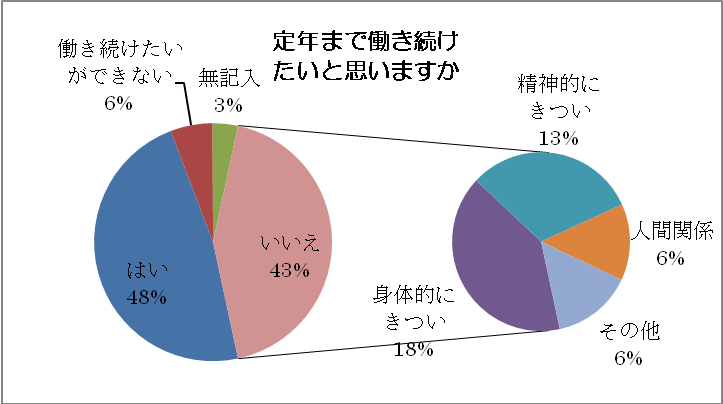 定年まで働き続け
たいと思いますか
働き続けたい
ができない
6%
無記入
3%
いいえ
43%
はい
48%
精神的に
きつい
13%
人間関係
6%
身体的に
きつい
18%
その他
6%